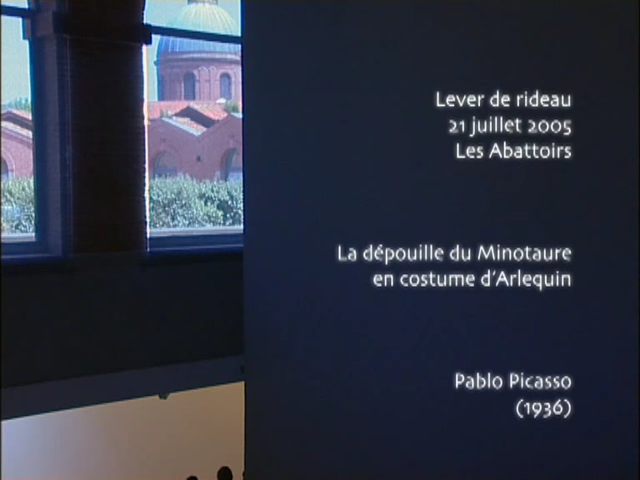 Lever de rideau
21 juillet 2005
Les Abattoirs
La dépouille du Minotaure
en costume d'Arlequin
Pablo Picasso
(1936)